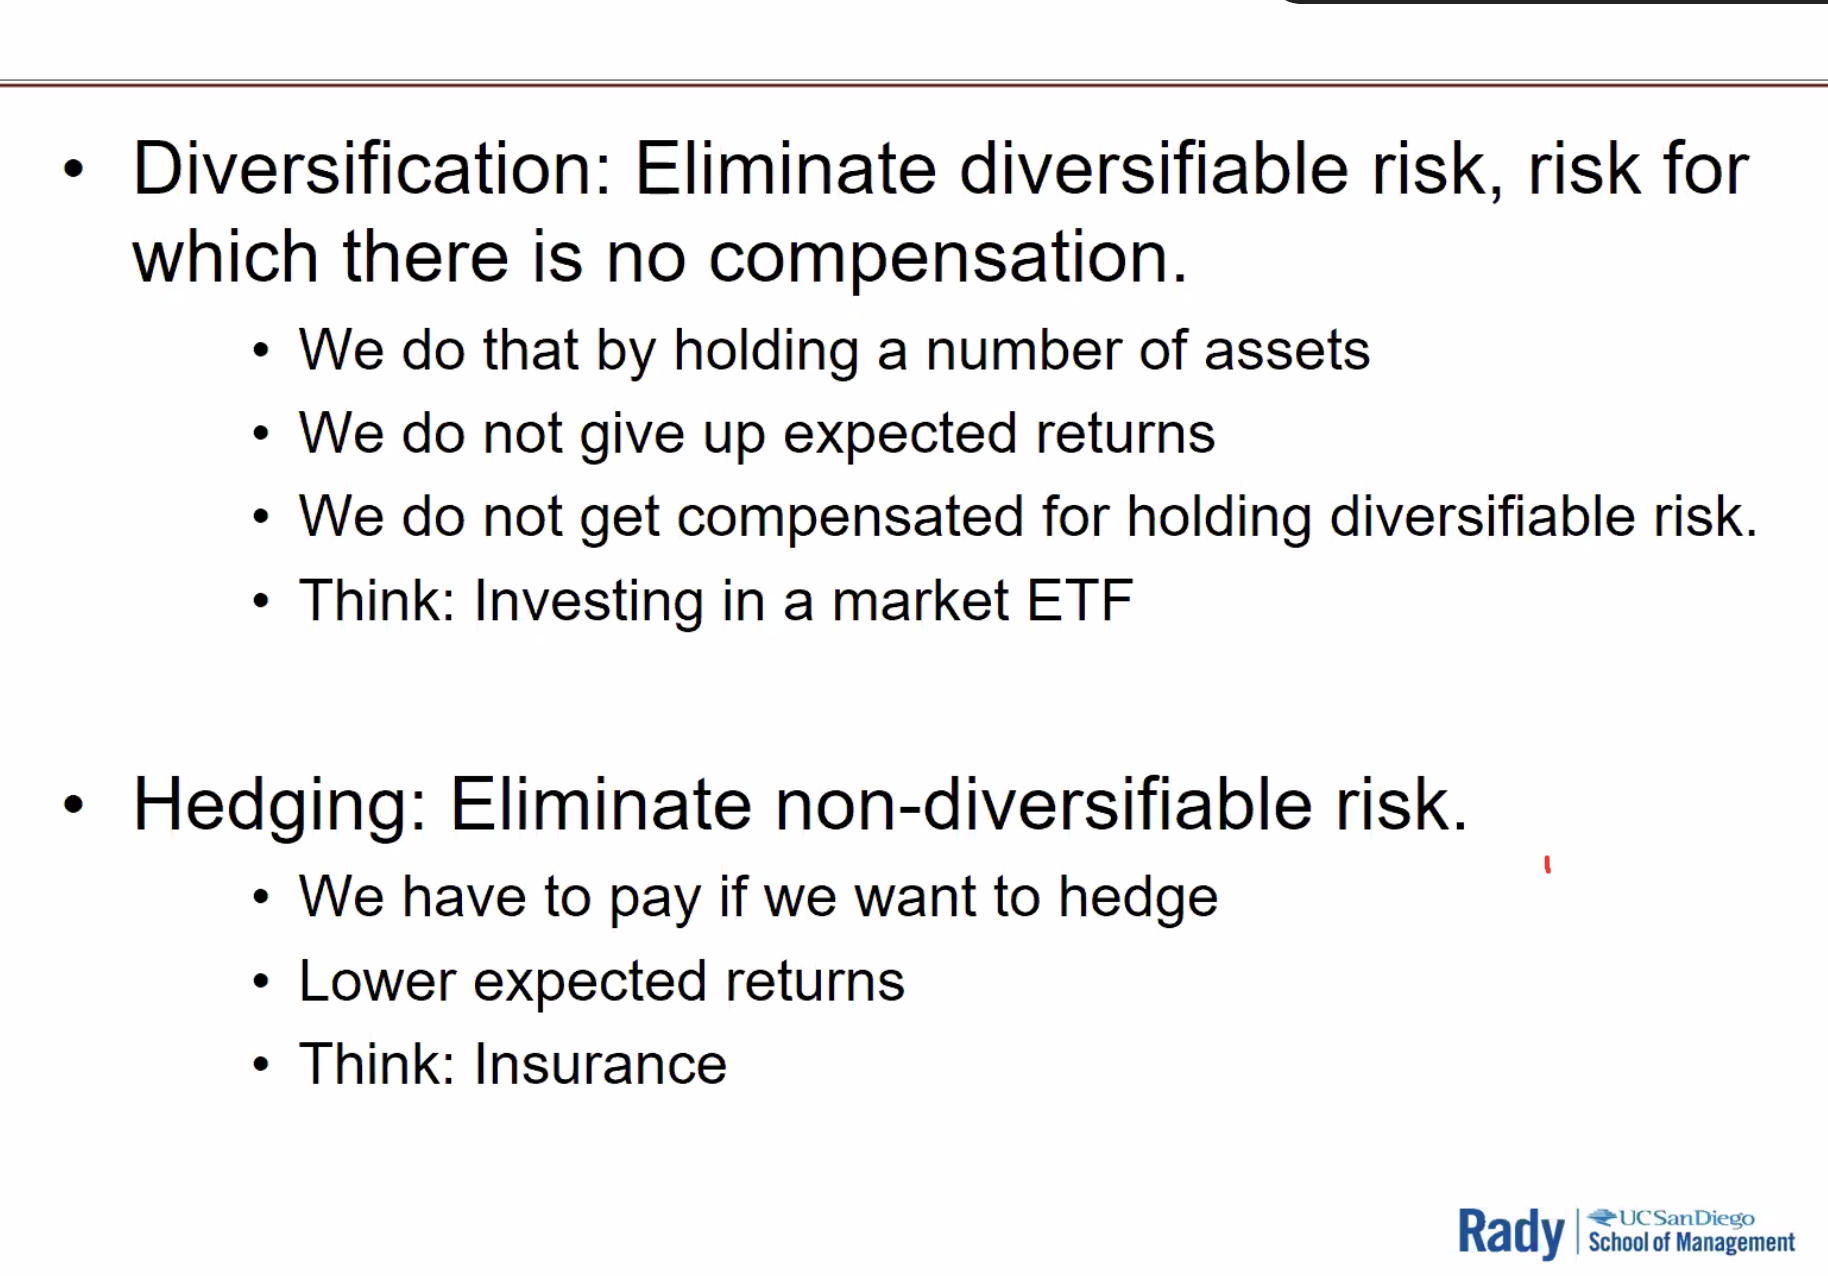 • Diversification: Eliminate diversifiable risk, risk for
which there is no compensation.
• We do that by holding a number of assets
• We do not give up expected returns
• We do not get compensated for holding diversifiable risk.
• Think: Investing in a market ETF
• Hedging: Eliminate non-diversifiable risk.
• We have to pay if we want to hedge
• Lower expected returns
• Think: Insurance
Rady
UC San Diego
School of Management